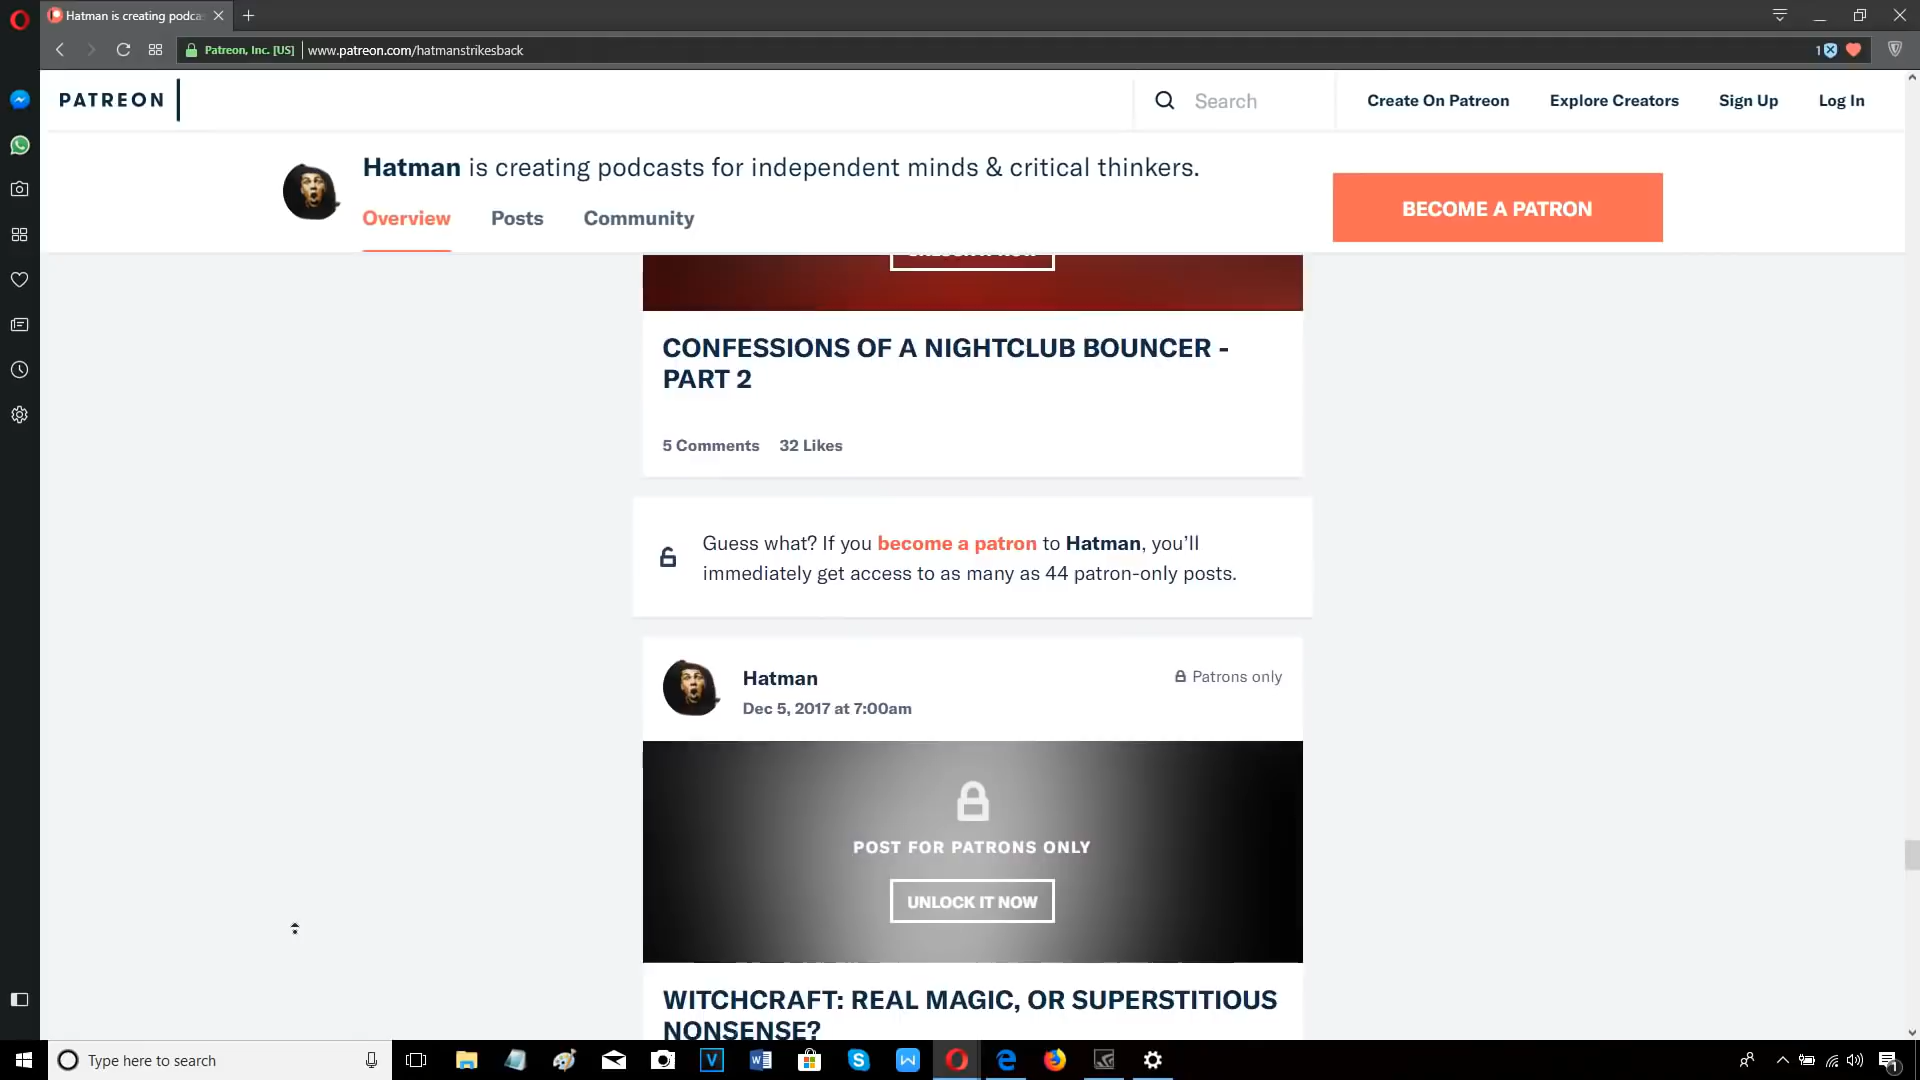 Hatman is creating podca
Patreon, Inc. [US]
www.patreon.com/hatmanstrikesback
1
PATREON
Search
Create On Patreon
Explore Creators
Sign Up
Log In
Hatman is creating podcasts for independent minds & critical thinkers.
Overview
Posts
Community
BECOME A PATRON
CONFESSIONS OF A NIGHTCLUB BOUNCER -
PART 2
5 Comments
32 Likes
Guess what? If you become a patron to Hatman, you'll
immediately get access to as many as 44 patron-only posts.
Hatman
Patrons only
Dec 5, 2017 at 7:00am
POST FOR PATRONS ONLY
UNLOCK IT NOW
WITCHCRAFT: REAL MAGIC, OR SUPERSTITIOUS
NONSENSE?
Type here to search